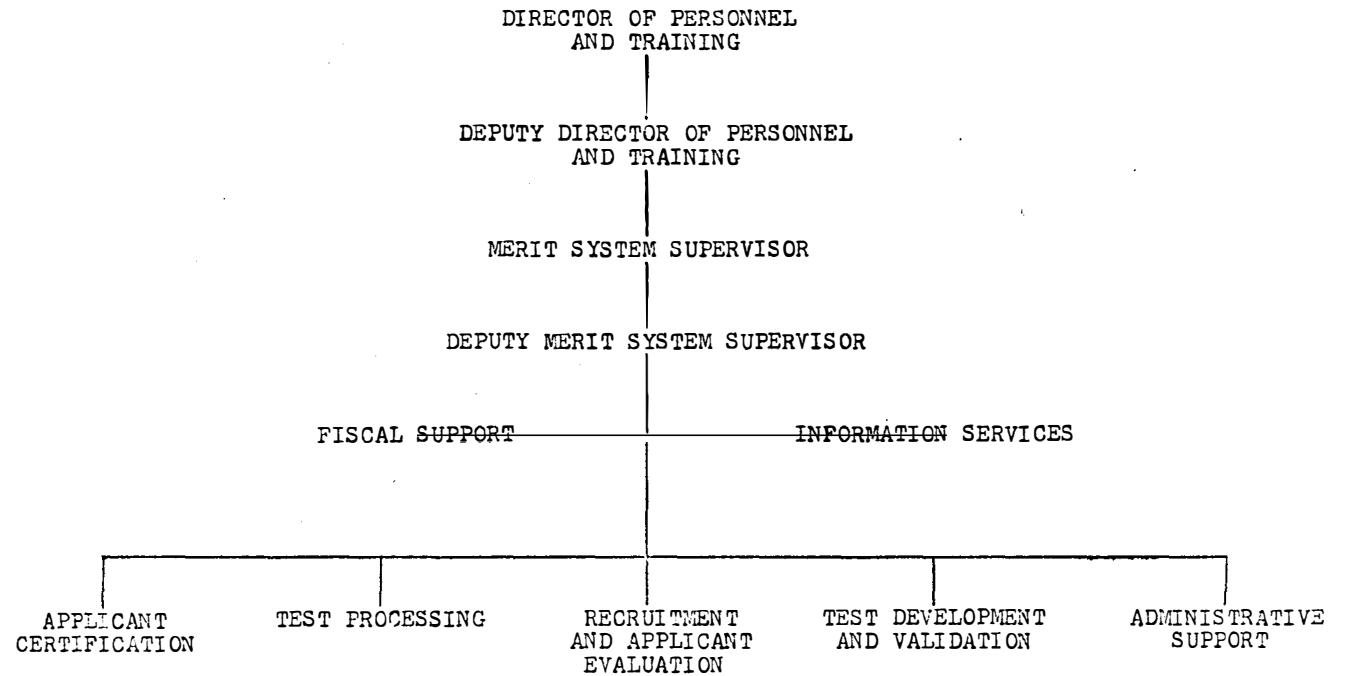 DIRECTOR OF PERSONNEL
AND TRAINING
DEPUTY DIRECTOR OF PERSONNEL
AND TRAINING
MERIT SYSTEM SUPERVISOR
DEPUTY MERIT SYSTEM SUPERVISOR
FISCAL SUPPORT INFORMATION SERVICES
APPLICANT
CERTIFICATION
TEST PROCESSING
RECRUITMENT
AND APPLICANT
EVALUATION
TEST DEVELOPMENT
AND VALIDATION
ADMINISTRATIVE
SUPPORT